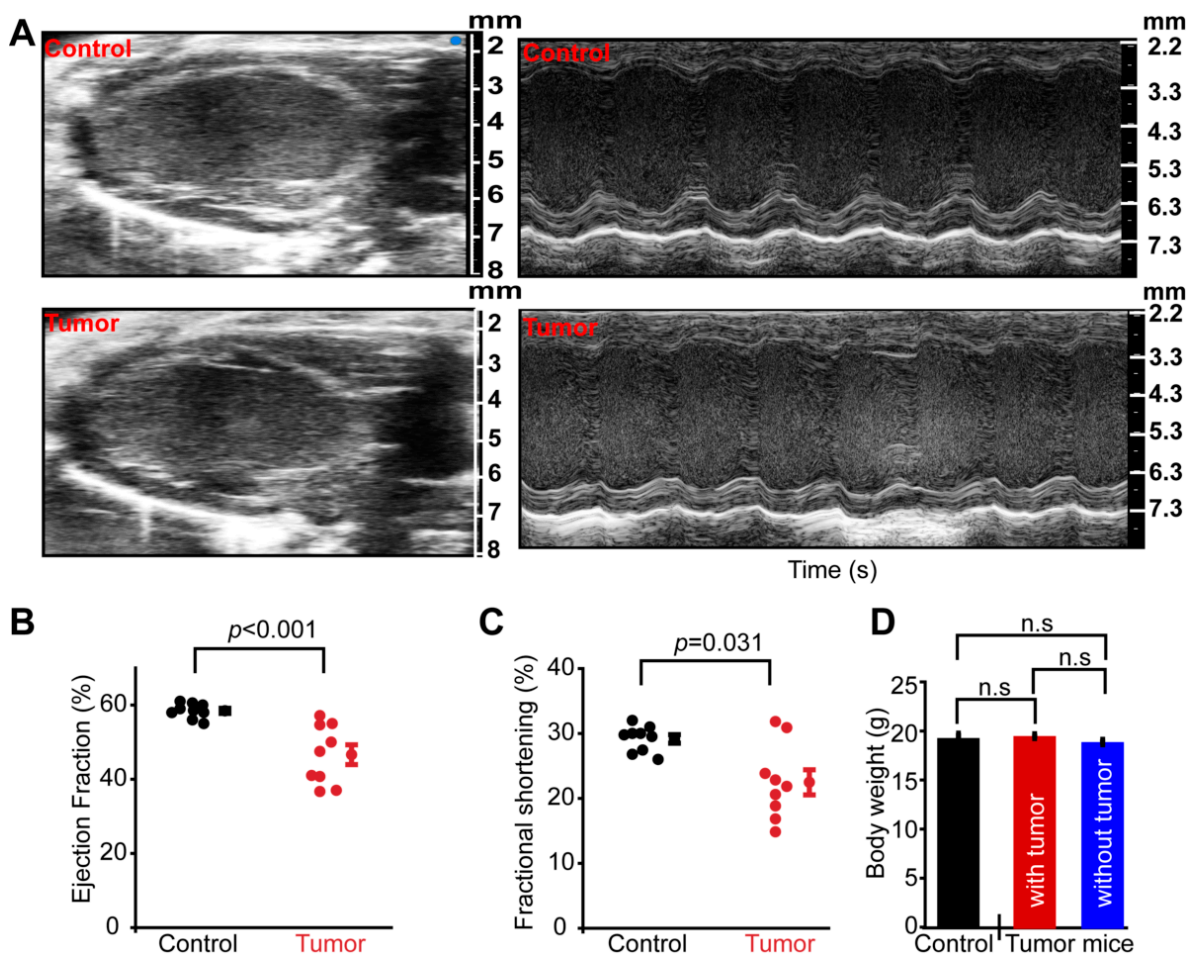 A
Control
mm
2
3
4
5
6
7
8
Control
mm
2.2
3.3
4.3
5.3
6.3
7.3
Tumor
mm
2
3
4
5
6
7
8
Tumor
mm
2.2
3.3
4.3
5.3
6.3
7.3
Time (s)
B
p<0.001
Ejection Fraction (%)
60
40
20
0
Control Tumor
C
p=0.031
Fractional shortening (%)
40
30
20
10
0
Control Tumor
D
n.s
n.s
n.s
Body weight (g)
25
20
15
10
5
0
with tumor
without tumor
Control Tumor mice